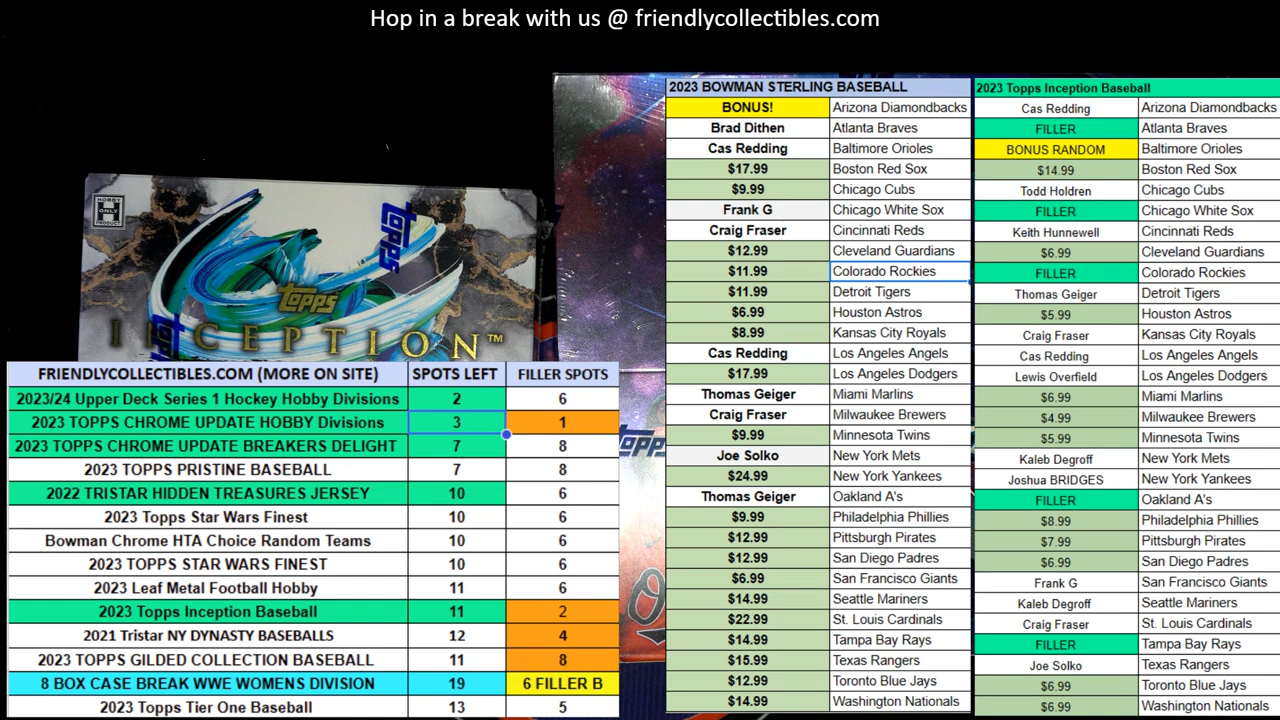 Hop in a break with us @ friendlycollectibles.com
HOBBY
H
ONLY
PRODUCT
topps
topps
INCEPTION™
topps
FRIENDLYCOLLECTIBLES.COM (MORE ON SITE) SPOTS LEFT FILLER SPOTS
2023/24 Upper Deck Series 1 Hockey Hobby Divisions 2 6
2023 TOPPS CHROME UPDATE HOBBY Divisions 3 1
2023 TOPPS CHROME UPDATE BREAKERS DELIGHT 7 8
2023 TOPPS PRISTINE BASEBALL 7 8
2022 TRISTAR HIDDEN TREASURES JERSEY 10 6
2023 Topps Star Wars Finest 10 6
Bowman Chrome HTA Choice Random Teams 10 6
2023 TOPPS STAR WARS FINEST 10 6
2023 Leaf Metal Football Hobby 11 6
2023 Topps Inception Baseball 11 2
2021 Tristar NY DYNASTY BASEBALLS 12 4
2023 TOPPS GILDED COLLECTION BASEBALL 11 8
8 BOX CASE BREAK WWE WOMENS DIVISION 19 6 FILLER B
2023 Topps Tier One Baseball 13 5
2023 BOWMAN STERLING BASEBALL
BONUS! Arizona Diamondbacks
Brad Dithen Atlanta Braves
Cas Redding Baltimore Orioles
$17.99 Boston Red Sox
$9.99 Chicago Cubs
Frank G Chicago White Sox
Craig Fraser Cincinnati Reds
$12.99 Cleveland Guardians
$11.99 Colorado Rockies
$11.99 Detroit Tigers
$6.99 Houston Astros
$8.99 Kansas City Royals
Cas Redding Los Angeles Angels
$17.99 Los Angeles Dodgers
Thomas Geiger Miami Marlins
Craig Fraser Milwaukee Brewers
$9.99 Minnesota Twins
Joe Solko New York Mets
$24.99 New York Yankees
Thomas Geiger Oakland A's
$9.99 Philadelphia Phillies
$12.99 Pittsburgh Pirates
$12.99 San Diego Padres
$6.99 San Francisco Giants
$14.99 Seattle Mariners
$22.99 St. Louis Cardinals
$14.99 Tampa Bay Rays
$15.99 Texas Rangers
$12.99 Toronto Blue Jays
$14.99 Washington Nationals
2023 Topps Inception Baseball
Cas Redding Arizona Diamondbacks
FILLER Atlanta Braves
BONUS RANDOM Baltimore Orioles
$14.99 Boston Red Sox
Todd Holdren Chicago Cubs
FILLER Chicago White Sox
Keith Hunnewell Cincinnati Reds
$6.99 Cleveland Guardians
FILLER Colorado Rockies
Thomas Geiger Detroit Tigers
$5.99 Houston Astros
Craig Fraser Kansas City Royals
Cas Redding Los Angeles Angels
Lewis Overfield Los Angeles Dodgers
$6.99 Miami Marlins
$4.99 Milwaukee Brewers
$5.99 Minnesota Twins
Kaleb Degroff New York Mets
Joshua BRIDGES New York Yankees
FILLER Oakland A's
$8.99 Philadelphia Phillies
$7.99 Pittsburgh Pirates
$6.99 San Diego Padres
Frank G San Francisco Giants
Kaleb Degroff Seattle Mariners
Craig Fraser St. Louis Cardinals
FILLER Tampa Bay Rays
Joe Solko Texas Rangers
$6.99 Toronto Blue Jays
$6.99 Washington Nationals